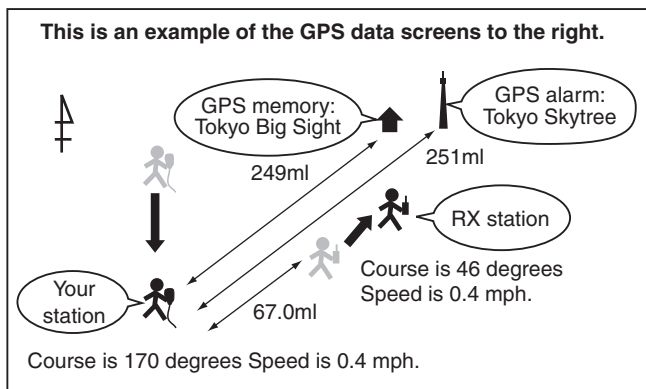 This is an example of the GPS data screens to the right.
GPS memory:
Tokyo Big Sight
GPS alarm:
Tokyo Skytree
249ml
251ml
RX station
Course is 46 degrees
Speed is 0.4 mph.
Your
station
67.0ml
Course is 170 degrees Speed is 0.4 mph.